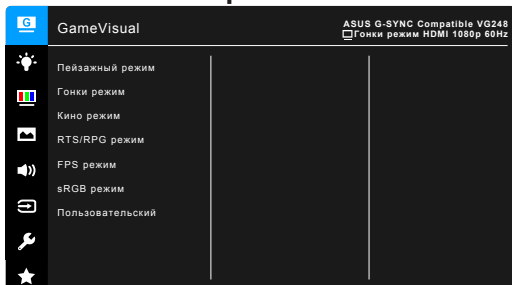 G
GameVisual
ASUS G-SYNC Compatible VG248
Гонки режим HDMI 1080p 60Hz
Пейзажный режим
Гонки режим
Кино режим
RTS/RPG режим
FPS режим
sRGB режим
Пользовательский